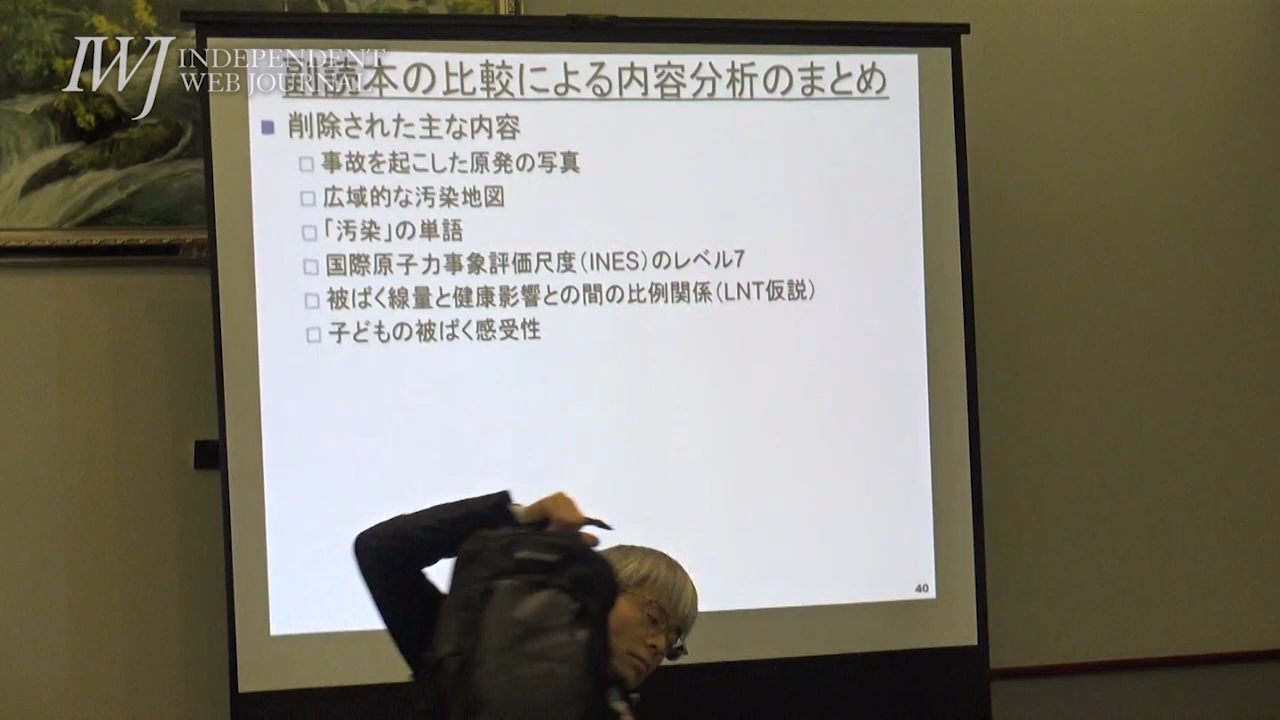 IWJ INDEPENDENT
WEB JOURNAL
副読本の比較による内容分析のまとめ
削除された主な内容
事故を起こした原発の写真
広域的な汚染地図
「汚染」の単語
国際原子力事象評価尺度(INES)のレベル7
被ばく線量と健康影響との間の比例関係(LNT仮説)
子どもの被ばく感受性
40